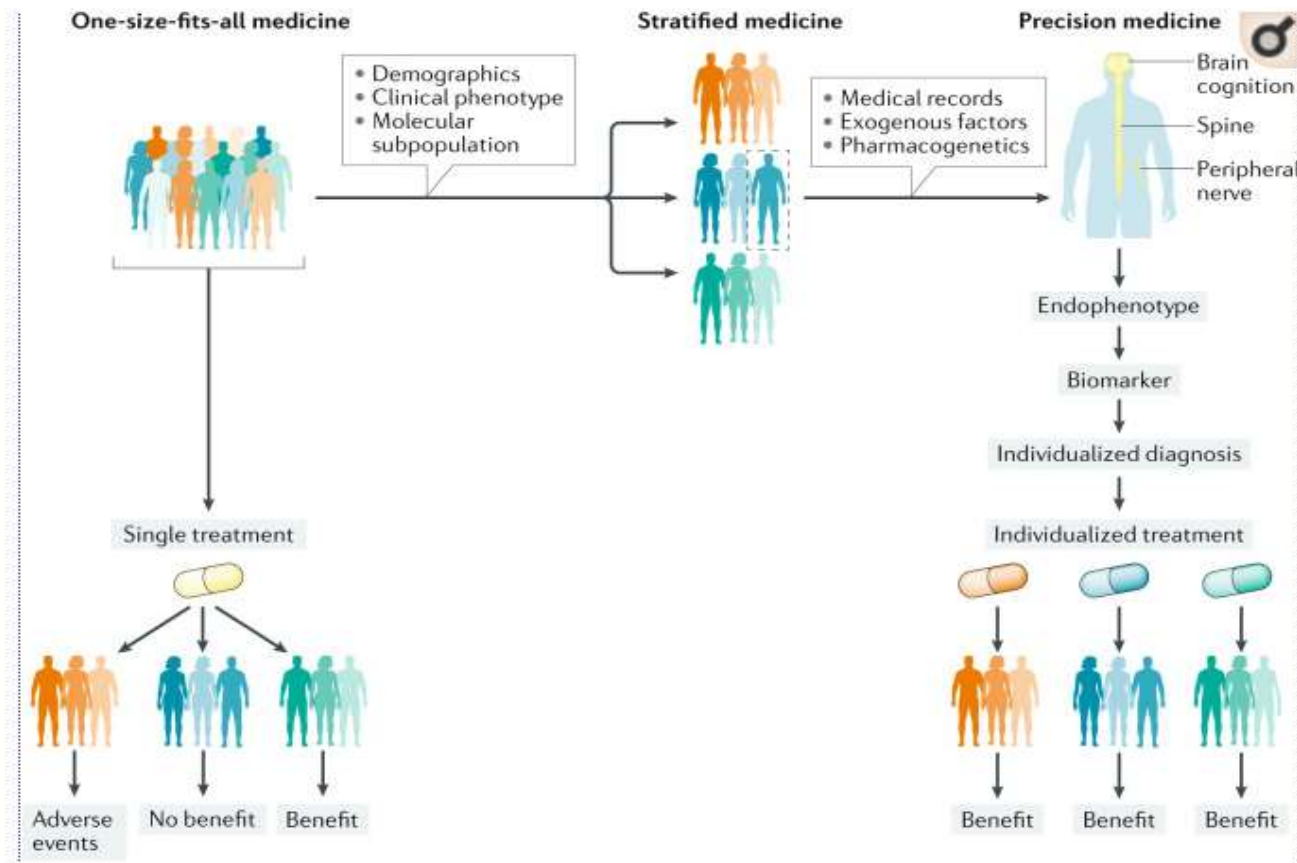 One-size-fits-all medicine
Stratified medicine
Precision medicine
• Demographics
• Clinical phenotype
• Molecular
subpopulation
• Medical records
• Exogenous factors
• Pharmacogenetics
Brain
cognition
Spine
Peripheral
nerve
Endophenotype
Biomarker
Individualized diagnosis
Single treatment
Individualized treatment
Adverse
events
No benefit
Benefit
Benefit
Benefit
Benefit